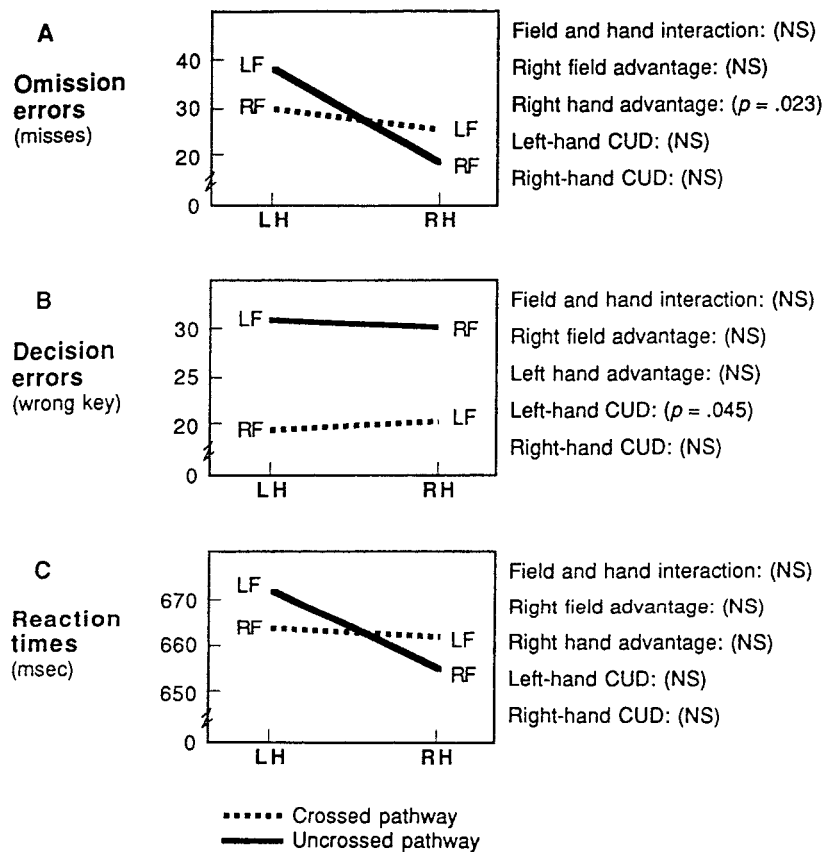 A
Omission
errors
(misses)
40
30
20
0
LF
RF
LF
RF
LH RH
Field and hand interaction: (NS)
Right field advantage: (NS)
Right hand advantage: (p = .023)
Left-hand CUD: (NS)
Right-hand CUD: (NS)
B
Decision
errors
(wrong key)
30
25
20
0
LF
RF
RF
LF
LH RH
Field and hand interaction: (NS)
Right field advantage: (NS)
Left hand advantage: (NS)
Left-hand CUD: (p = .045)
Right-hand CUD: (NS)
C
Reaction
times
(msec)
670
660
650
0
LF
RF
LF
RF
LH RH
Field and hand interaction: (NS)
Right field advantage: (NS)
Right hand advantage: (NS)
Left-hand CUD: (NS)
Right-hand CUD: (NS)
Crossed pathway
Uncrossed pathway